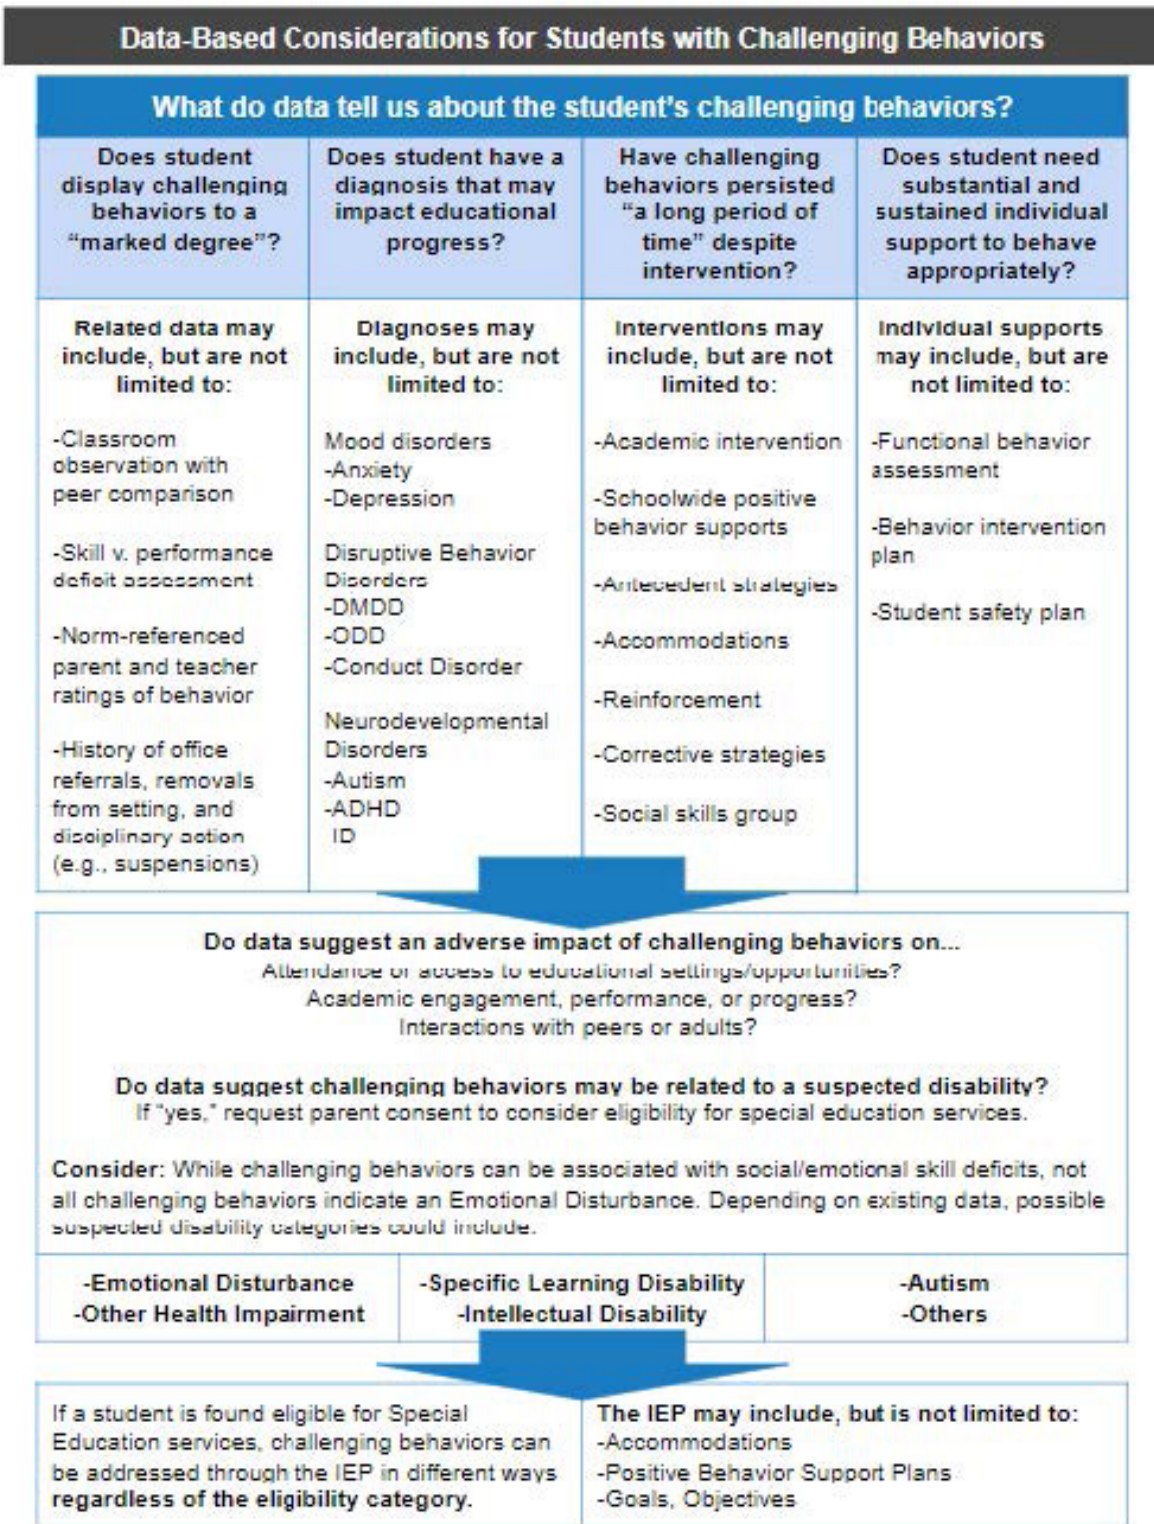 Data-Based Considerations for Students with Challenging Behaviors
What do data tell us about the student's challenging behaviors?
Does student
display challenging
behaviors to a
"marked degree"?
Does student have a
diagnosis that may
impact educational
progress?
Have challenging
behaviors persisted
"a long period of
time" despite
intervention?
Does student need
substantial and
sustained individual
support to behave
appropriately?
Related data may
include, but are not
limited to:
-Classroom
observation with
peer comparison
-Skill v. performance
deficit assessment
-Norm-referenced
parent and teacher
ratings of behavior
-History of office
referrals, removals
from setting, and
disciplinary action
(e.g., suspensions)
Diagnoses may
include, but are not
limited to:
Mood disorders
-Anxiety
-Depression
Disruptive Behavior
Disorders
-DMDD
-ODD
-Conduct Disorder
Neurodevelopmental
Disorders
-Autism
-ADHD
ID
Interventions may
include, but are not
limited to:
-Academic intervention
-Schoolwide positive
behavior supports
-Antecedent strategies
-Accommodations
-Reinforcement
-Corrective strategies
-Social skills group
Individual supports
may include, but are
not limited to:
-Functional behavior
assessment
-Behavior intervention
plan
-Student safety plan
Do data suggest an adverse impact of challenging behaviors on...
Attendance or access to educational settings/opportunities?
Academic engagement, performance, or progress?
Interactions with peers or adults?
Do data suggest challenging behaviors may be related to a suspected disability?
If "yes," request parent consent to consider eligibility for special education services.
Consider: While challenging behaviors can be associated with social/emotional skill deficits, not
all challenging behaviors indicate an Emotional Disturbance. Depending on existing data, possible
suspected disability categories could include.
-Emotional Disturbance
-Other Health Impairment
-Specific Learning Disability
-Intellectual Disability
-Autism
-Others
If a student is found eligible for Special
Education services, challenging behaviors can
be addressed through the IEP in different ways
regardless of the eligibility category.
The IEP may include, but is not limited to:
-Accommodations
-Positive Behavior Support Plans
-Goals, Objectives